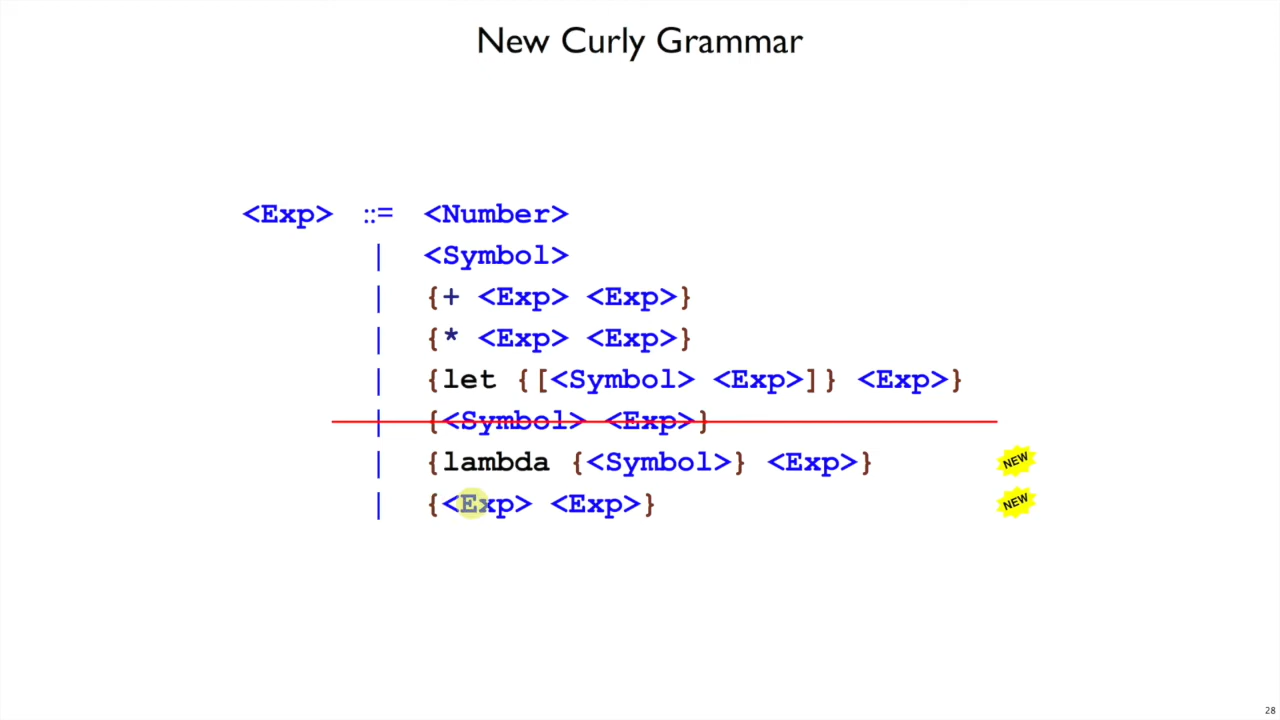 New Curly Grammar
<Exp> ::= <Number>
| <Symbol>
| {+ <Exp> <Exp>}
| {* <Exp> <Exp>}
| {let {[<Symbol> <Exp>]} <Exp>}
| {<Symbol> <Exp>}
| {lambda {<Symbol>} <Exp>} NEW
| {<Exp> <Exp>} NEW
28